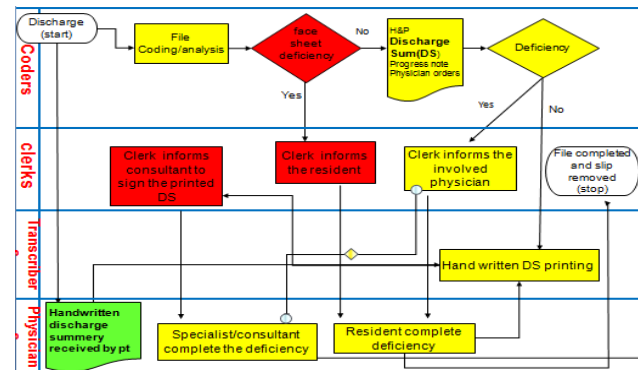 Coders
Discharge
(start)
File
Coding/analysis
face
sheet
deficiency
No
Yes
H&P
Discharge
Sum(DS)
Progress note
Physician orders
Deficiency
Yes
No
clerks
Clerk informs
consultant to
sign the printed
DS
Clerk informs
the resident
Clerk informs the
involved
physician
File completed
and slip
removed
(stop)
Transcriber
Hand written DS printing
Physician
Handwritten
discharge
summery
received by pt
Specialist/consultant
complete the deficiency
Resident complete
deficiency